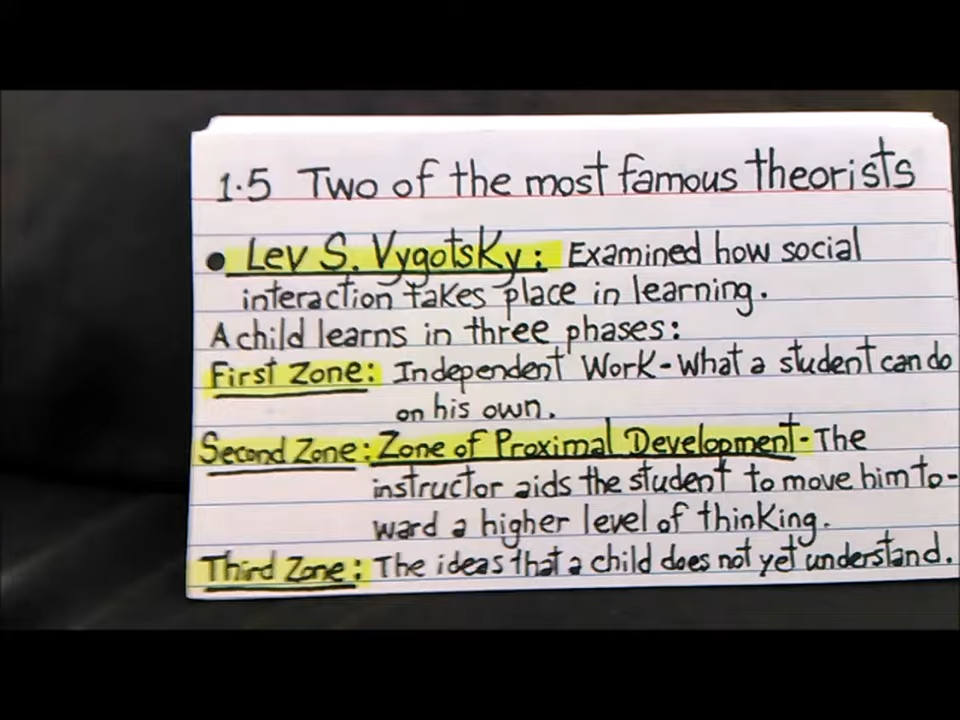 1.5 Two of the most famous theorists
• Lev S. Vygotsky: Examined how social
interaction takes place in learning.
A child learns in three phases:
First Zone: Independent Work-What a student can do
on his own.
Second Zone: Zone of Proximal Development-The
instructor aids the student to move him to-
ward a higher level of thinking.
Third Zone: The ideas that a child does not yet understand.